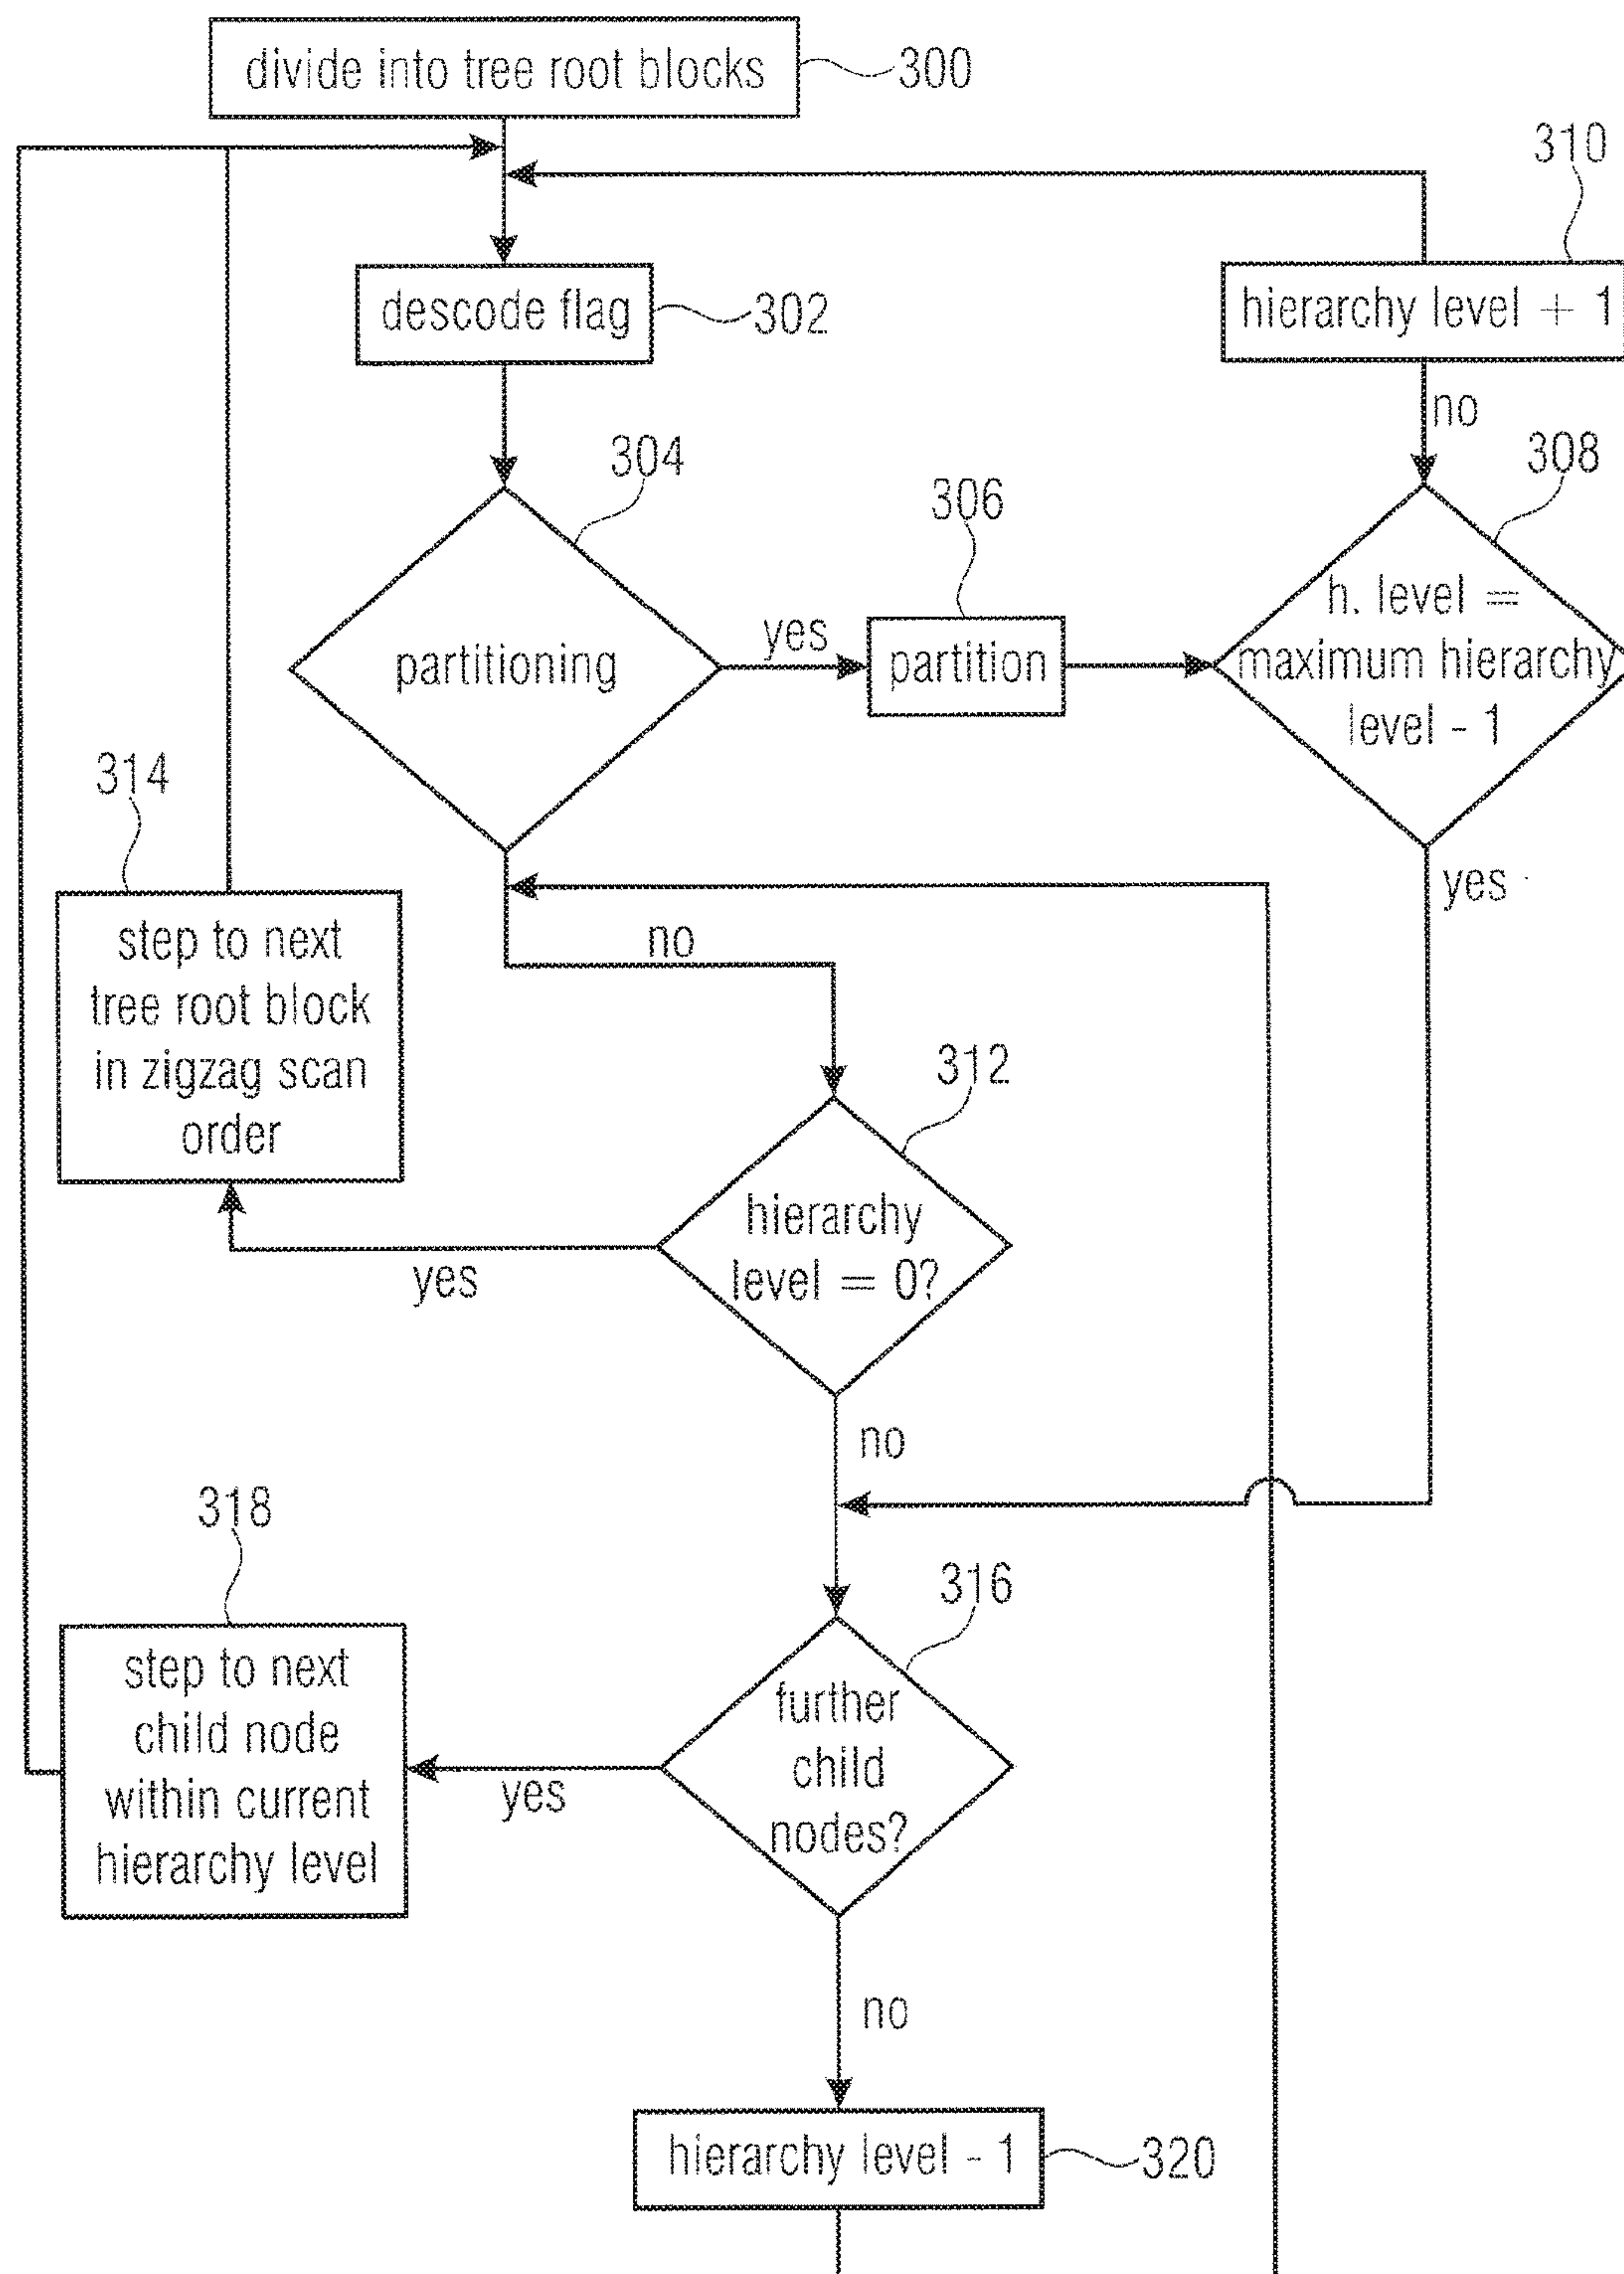 divide into tree root blocks
300
310
descode flag
302
hierarchy level + 1
no
304
308
306
h. level =
maximum hierarchy
level - 1
partitioning
yes
partition
314
yes
step to next
tree root block
in zigzag scan
order
no
312
hierarchy
level = 0?
yes
no
318
316
step to next
child node
within current
hierarchy level
further
child
nodes?
yes
no
hierarchy level - 1
320